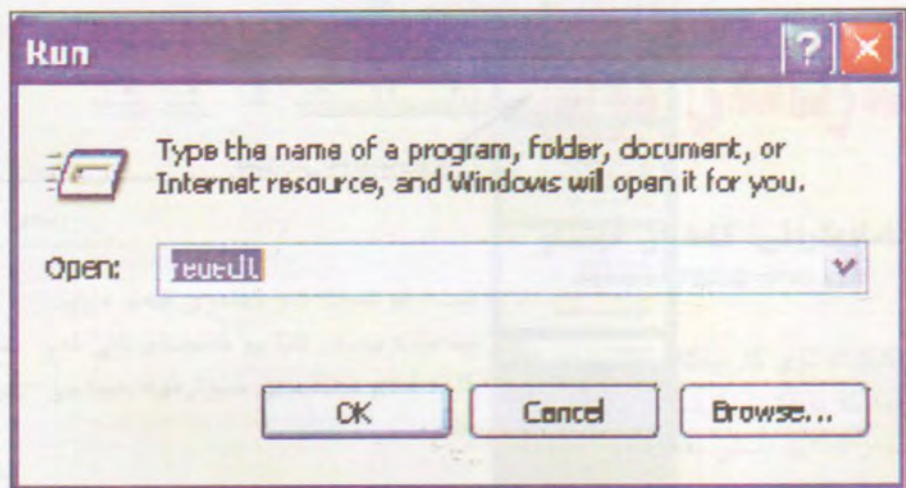 Run
Type the name of a program, folder, document, or
Internet resource, and Windows will open it for you.
Open: regedit
OK Cancel Browse...